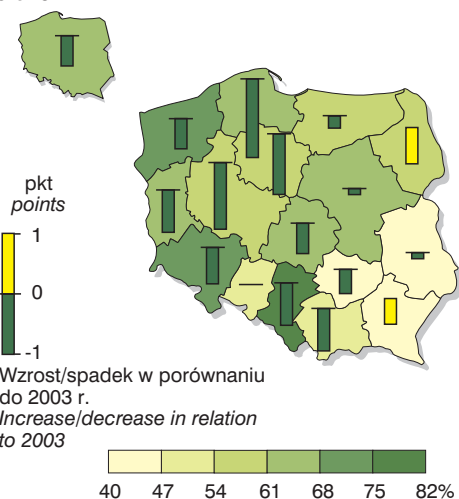 pkt
points
1
0
-1
Wzrost/spadek w porównaniu
do 2003 r.
Increase/decrease in relation
to 2003
40 47 54 61 68 75 82%